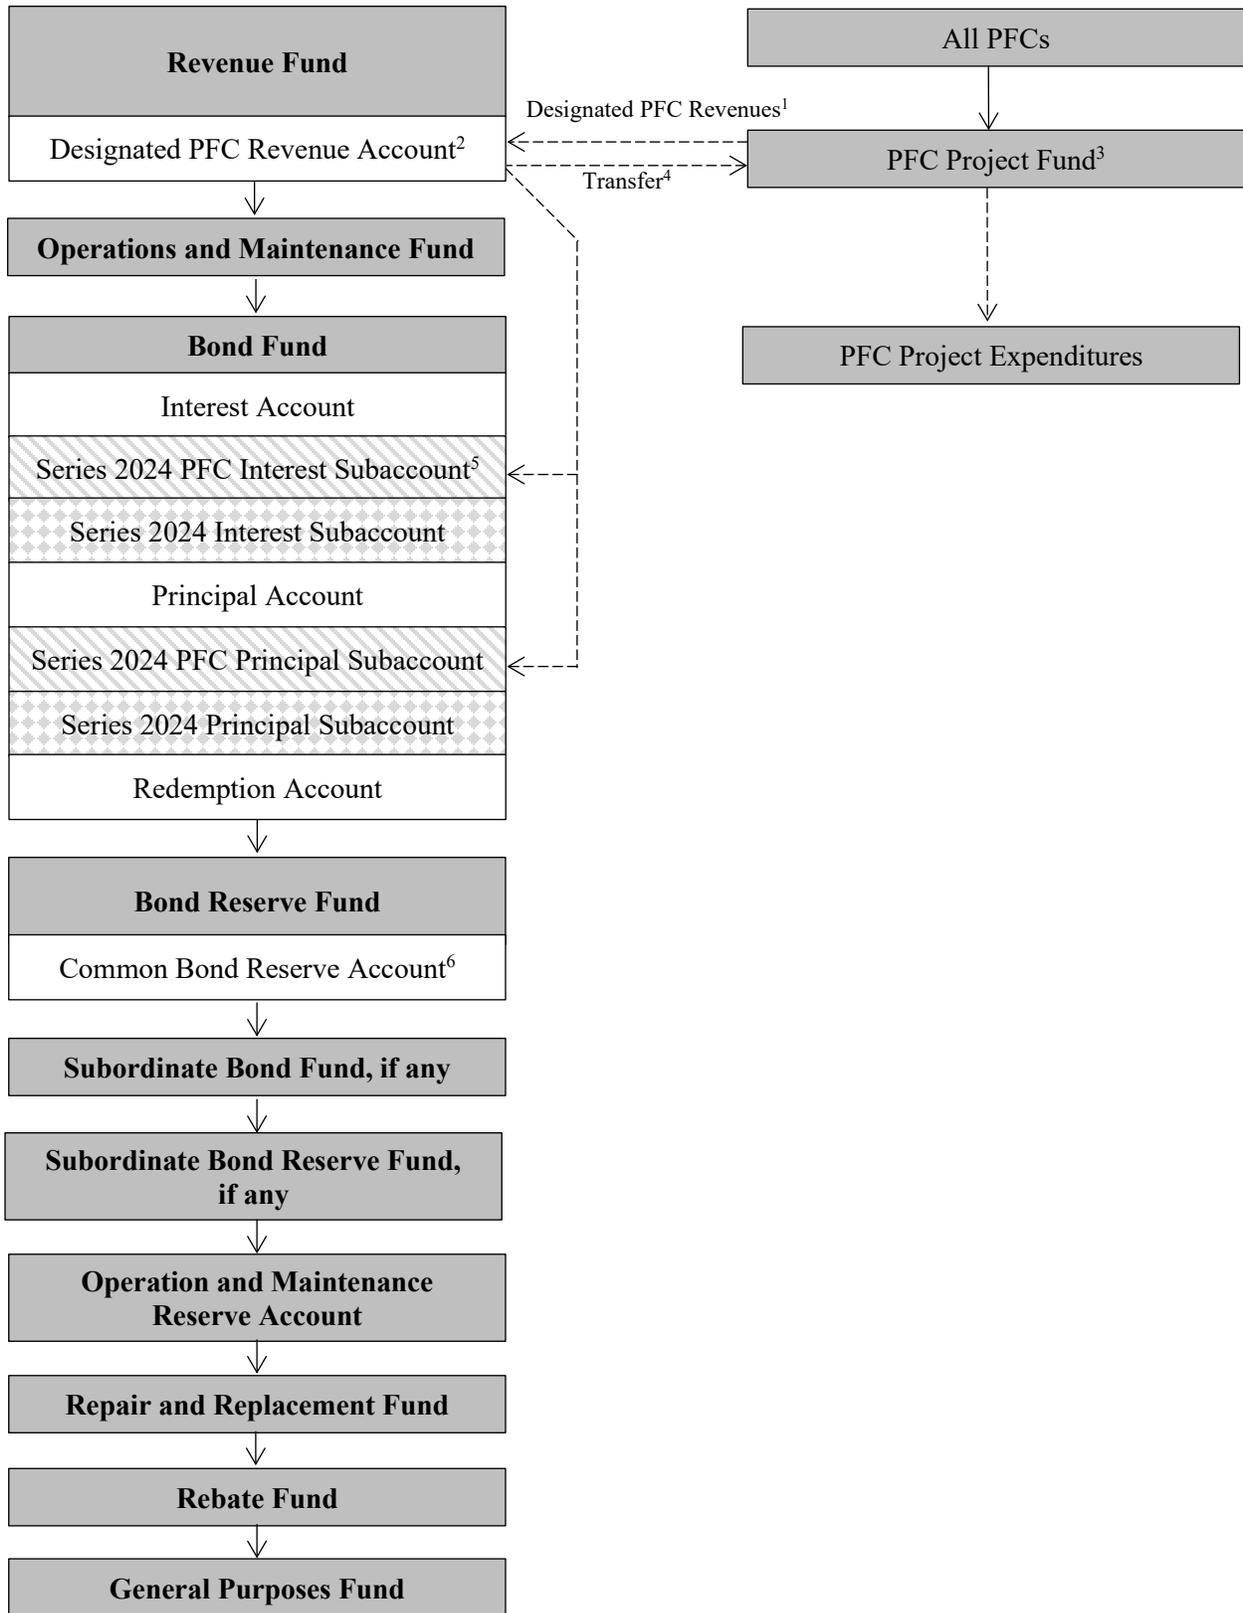 Revenue Fund
All PFCs
Designated PFC Revenues¹
Designated PFC Revenue Account²
PFC Project Fund³
Transfer⁴
Operations and Maintenance Fund
Bond Fund
PFC Project Expenditures
Interest Account
Series 2024 PFC Interest Subaccount⁵
Series 2024 Interest Subaccount
Principal Account
Series 2024 PFC Principal Subaccount
Series 2024 Principal Subaccount
Redemption Account
Bond Reserve Fund
Common Bond Reserve Account⁶
Subordinate Bond Fund, if any
Subordinate Bond Reserve Fund,
if any
Operation and Maintenance
Reserve Account
Repair and Replacement Fund
Rebate Fund
General Purposes Fund